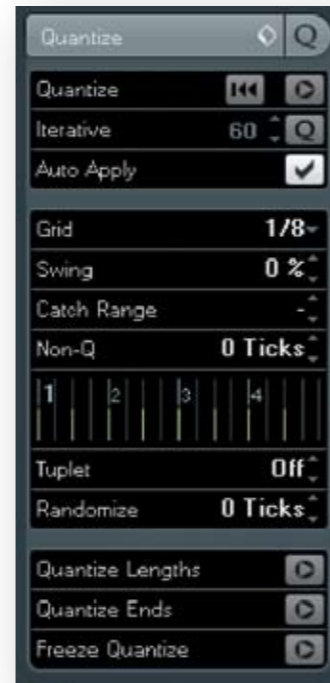 Quantize Q
Quantize
Iterative 60 Q
Auto Apply
Grid 1/8
Swing 0 %
Catch Range -
Non-Q 0 Ticks
1 2 3 4
Tuplet Off
Randomize 0 Ticks
Quantize Lengths
Quantize Ends
Freeze Quantize